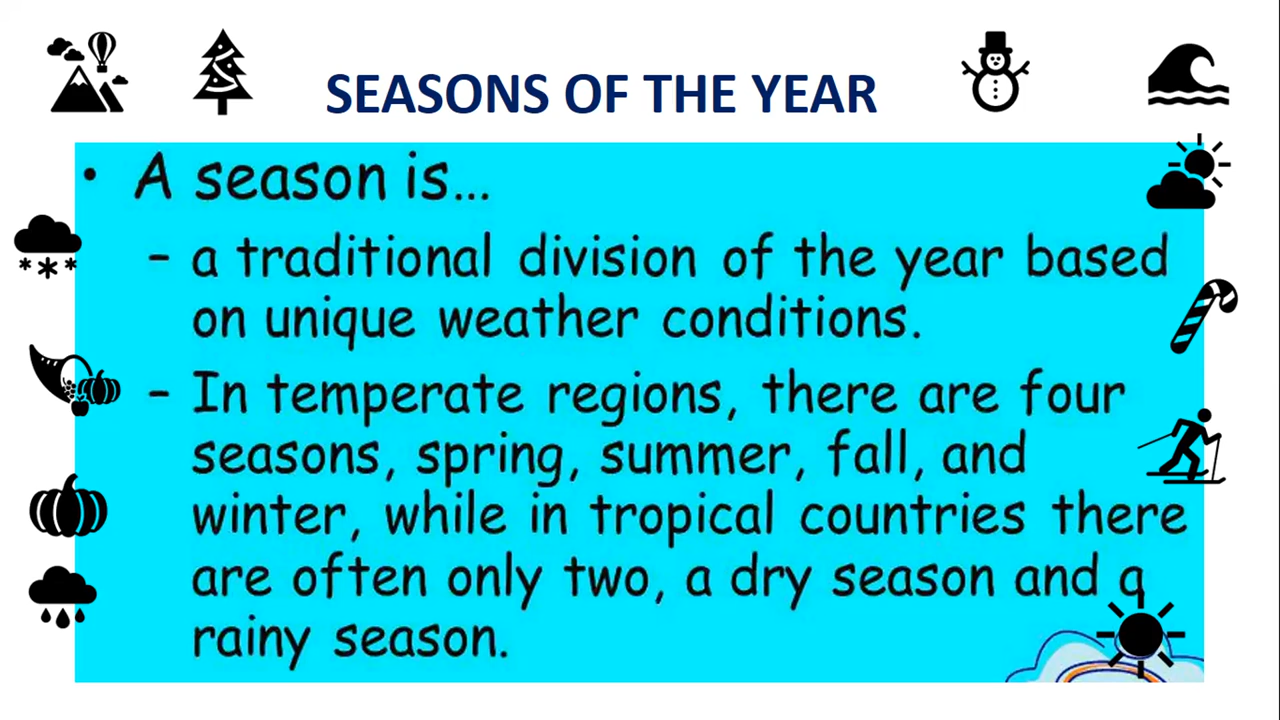 SEASONS OF THE YEAR
• A season is...
– a traditional division of the year based
on unique weather conditions.
– In temperate regions, there are four
seasons, spring, summer, fall, and
winter, while in tropical countries there
are often only two, a dry season and a
rainy season.